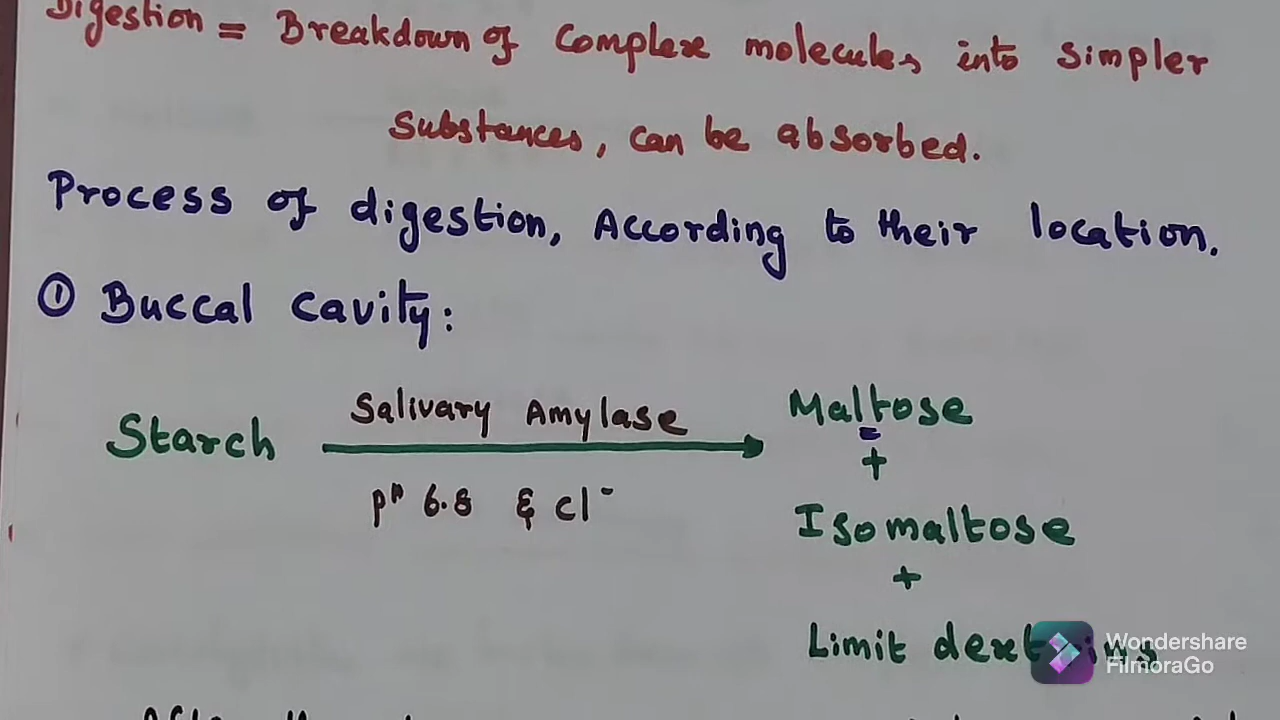 Digestion = Breakdown of Complex molecules into simpler
substances, can be absorbed.
Process of digestion, According to their location.
① Buccal cavity:
Starch
Salivary Amylase
pH 6.8 & cl⁻
Maltose
+
Isomaltose
+
Limit dextrins
Wondershare
FilmoraGo